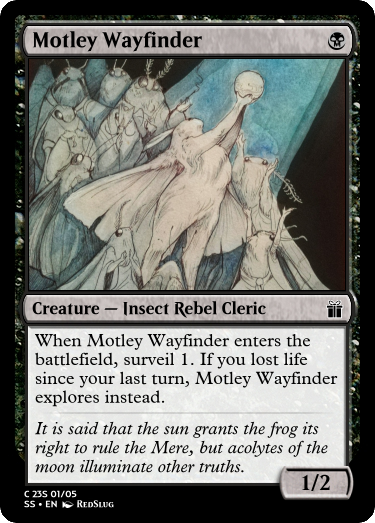 Motley Wayfinder
Creature — Insect Rebel Cleric
When Motley Wayfinder enters the
battlefield, surveil 1. If you lost life
since your last turn, Motley Wayfinder
explores instead.
It is said that the sun grants the frog its
right to rule the Mere, but acolytes of the
moon illuminate other truths.
1/2
C 23S 01/05
SS • EN RedSlug